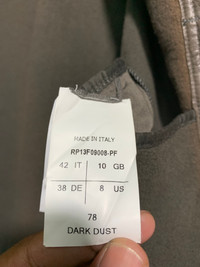 MADE IN ITALY
RP13F09008-PF
42 IT 10 GB
38 DE 8 US
78
DARK DUST